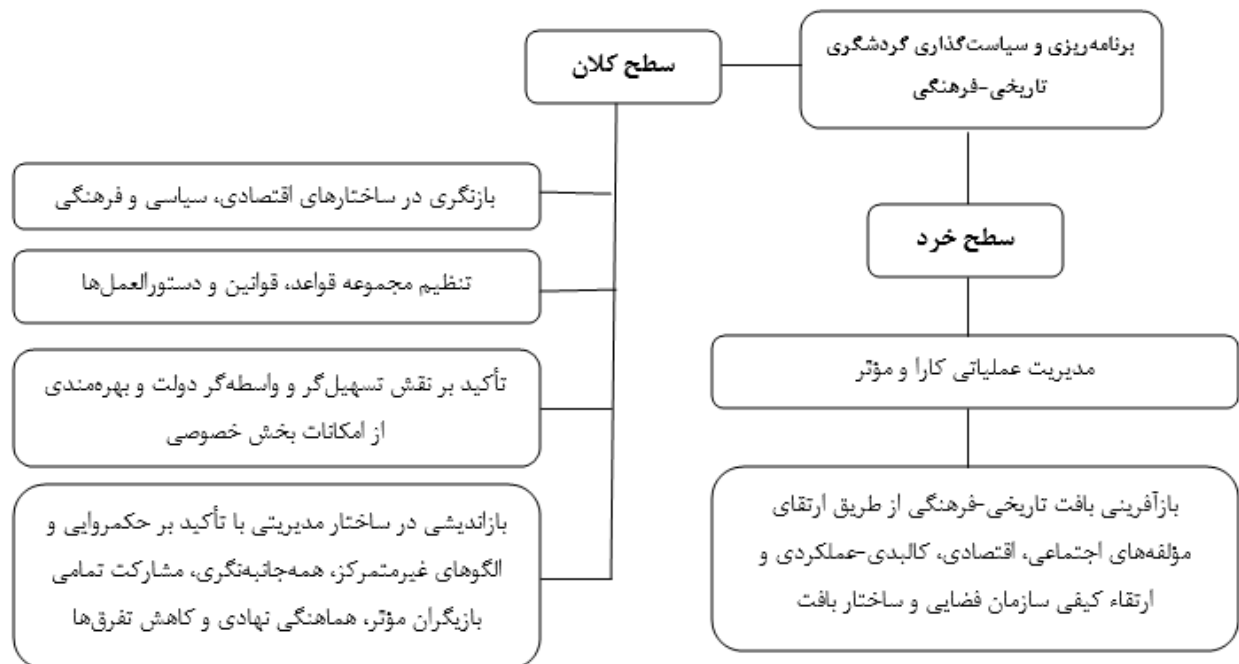 برنامه‌ریزی و سیاست‌گذاری گردشگری
تاریخی-فرهنگی
سطح کلان
بازنگری در ساختارهای اقتصادی، سیاسی و فرهنگی
تنظیم مجموعه قواعد، قوانین و دستورالعمل‌ها
تأکید بر نقش تسهیل‌گر و واسطه‌گر دولت و بهره‌مندی
از امکانات بخش خصوصی
بازاندیشی در ساختار مدیریتی با تأکید بر حکمروایی و
الگوهای غیرمتمرکز، همه‌جانبه‌نگری، مشارکت تمامی
بازیگران مؤثر، هماهنگی نهادی و کاهش تفرق‌ها
سطح خرد
مدیریت عملیاتی کارا و مؤثر
بازآفرینی بافت تاریخی-فرهنگی از طریق ارتقای
مؤلفه‌های اجتماعی، اقتصادی، کالبدی-عملکردی و
ارتقاء کیفی سازمان فضایی و ساختار بافت